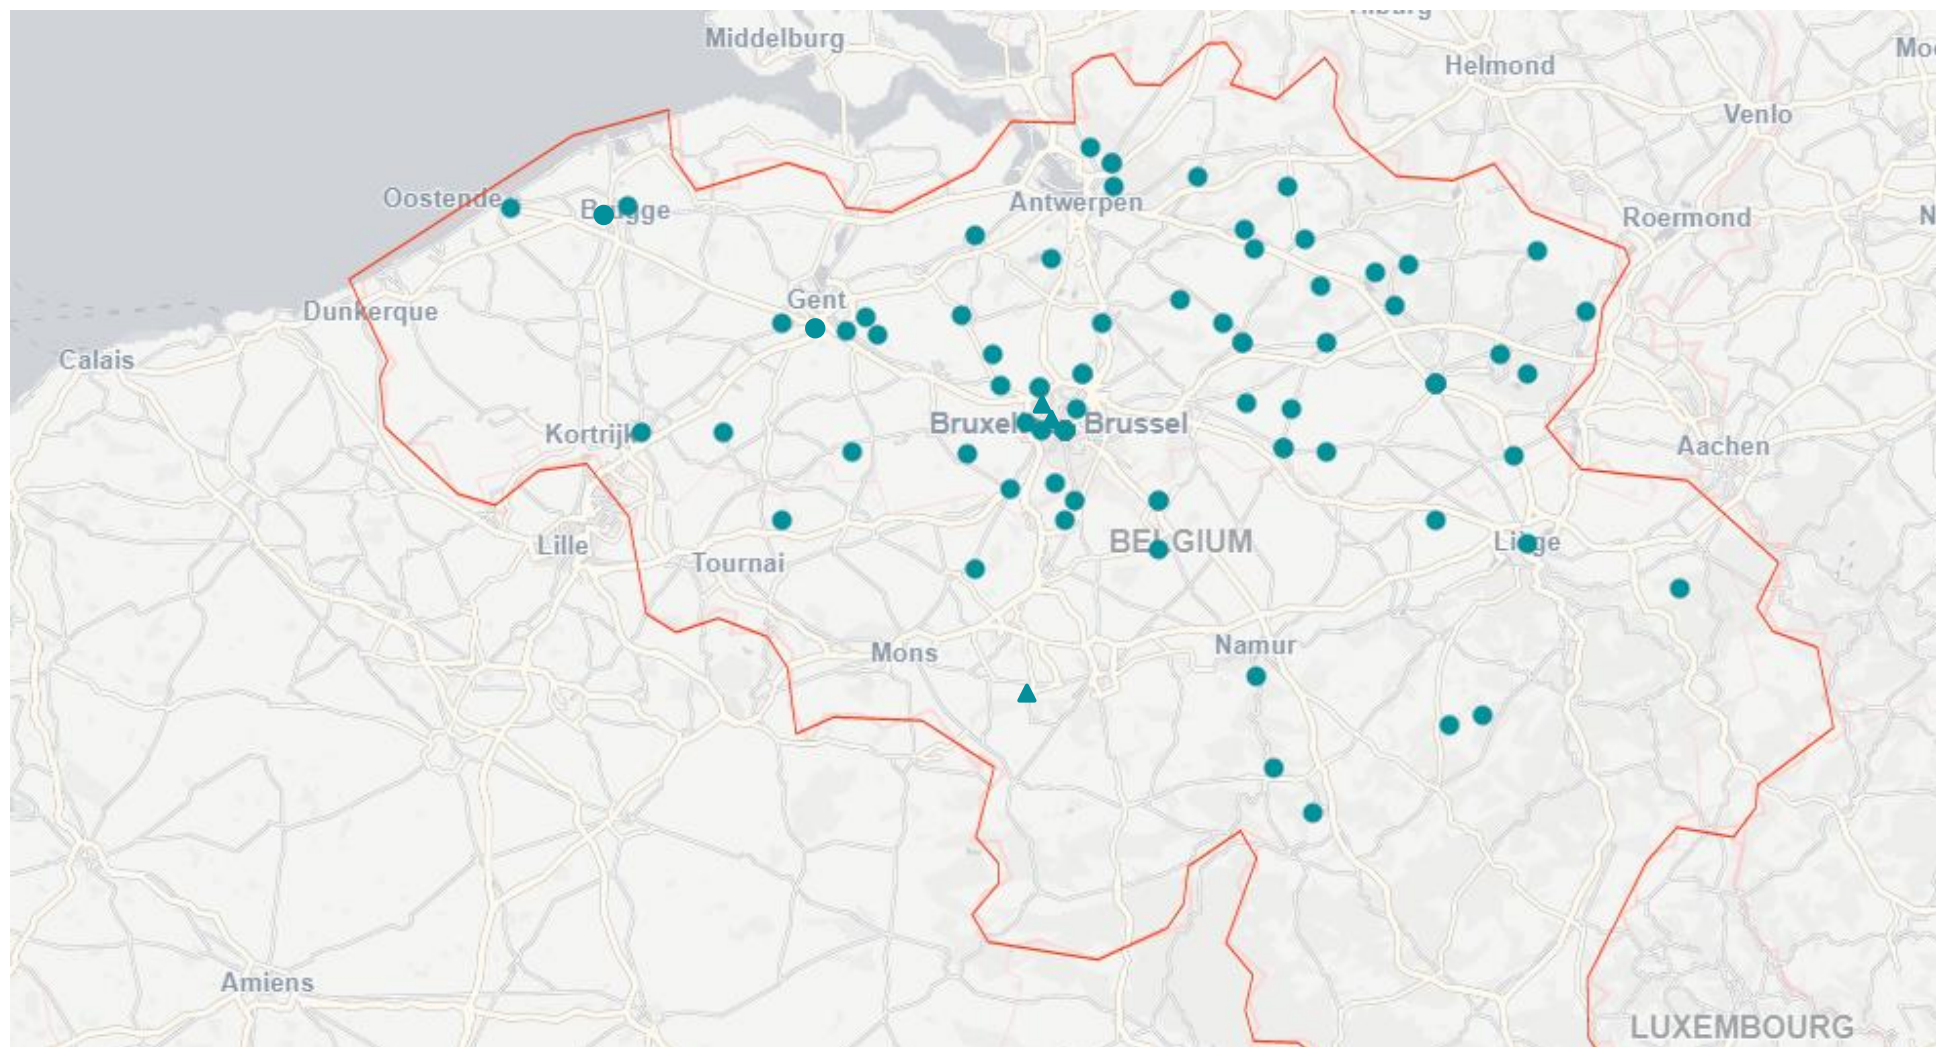 Middelburg
Helmond
Venlo
Oostende
Brugge
Antwerpen
Roermond
Gent
Dunkerque
Calais
Kortrijk
Brussel
Aachen
Lille
Tournai
BELGIUM
Liège
Mons
Namur
Amiens
LUXEMBOURG